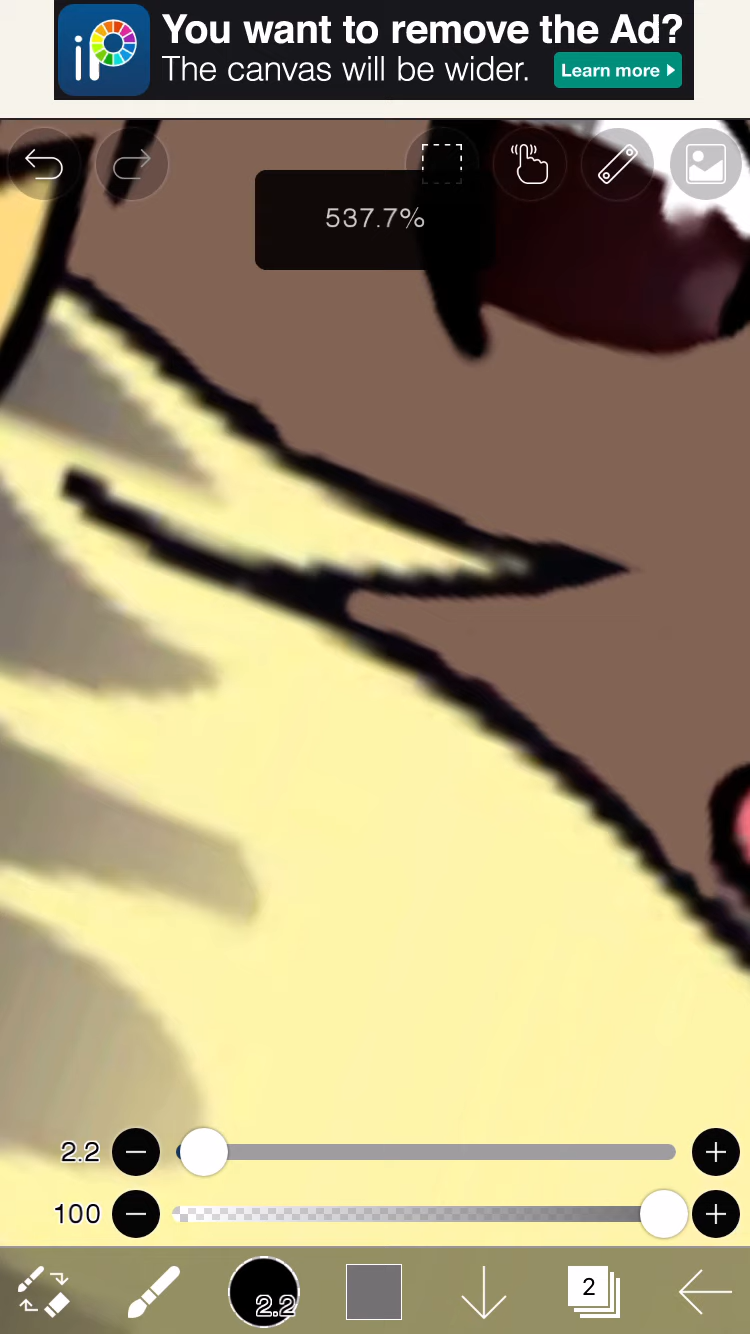 iP
You want to remove the Ad?
The canvas will be wider.
Learn more
537.7%
2.2
100
2.2
2